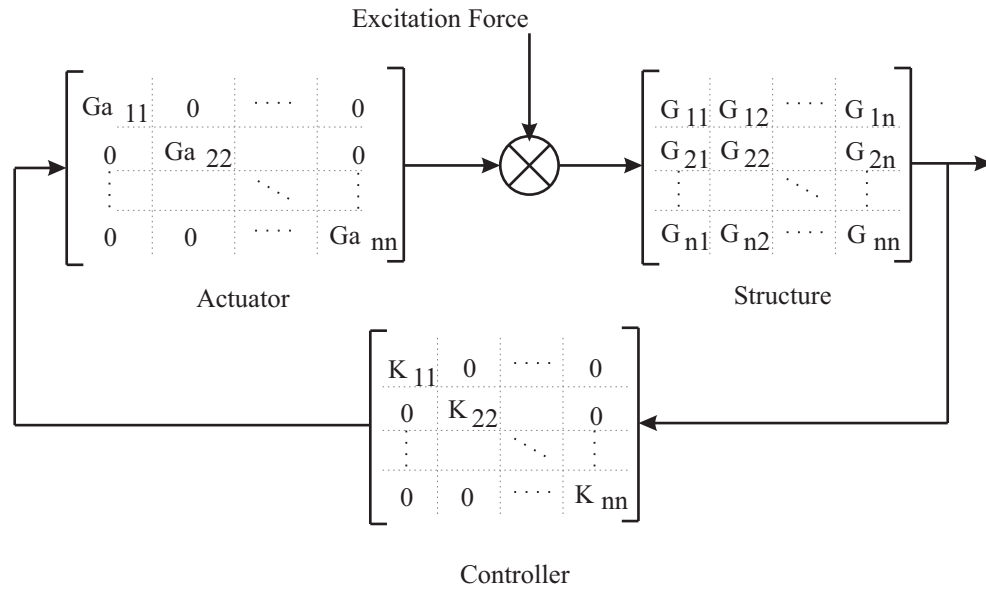 Excitation Force
Ga 11 0 ···· 0
0 Ga 22 0
0 0 ···· Ga nn
Actuator
G 11 G 12 ···· G 1n
G 21 G 22 G 2n
G n1 G n2 ···· G nn
Structure
K 11 0 ···· 0
0 K 22 0
0 0 ···· K nn
Controller